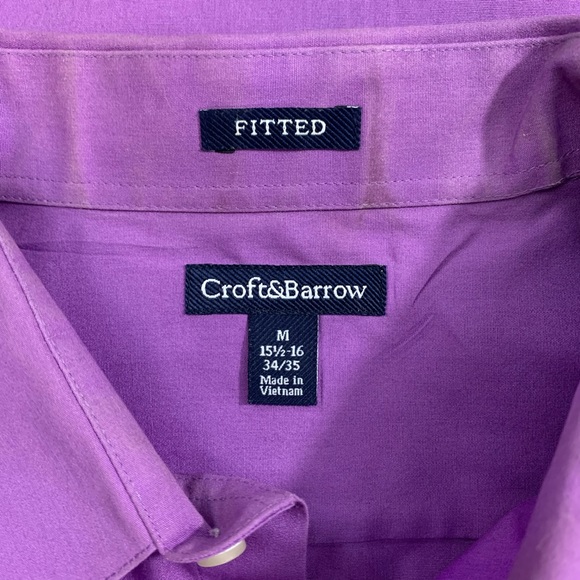 FITTED
Croft&Barrow
M
15½-16
34/35
Made in
Vietnam